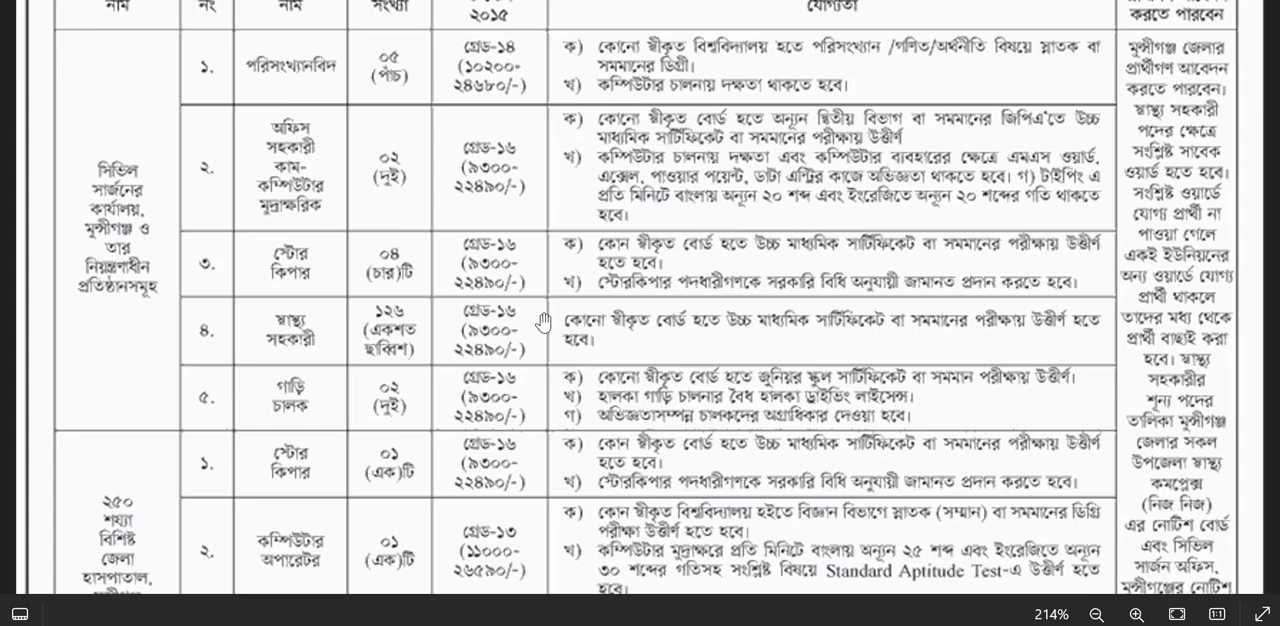 নাম
নং
নাম
সংখ্যা
২০১৫
যোগ্যতা
করতে পারবেন
সিভিল
সার্জনের
কার্যালয়,
মুন্সীগঞ্জ ও
তার
নিয়ন্ত্রণাধীন
প্রতিষ্ঠানসমূহ
১.
পরিসংখ্যানবিদ
০৫
(পাঁচ)
গ্রেড-১৪
(১০২০০-
২৪৬৮০/-)
ক) কোনো স্বীকৃত বিশ্ববিদ্যালয় হতে পরিসংখ্যান /গণিত/অর্থনীতি বিষয়ে স্নাতক বা
সমমানের ডিগ্রী।
খ) কম্পিউটার চালনায় দক্ষতা থাকতে হবে।
২.
অফিস
সহকারী
কাম-
কম্পিউটার
মুদ্রাক্ষরিক
০২
(দুই)
গ্রেড-১৬
(৯৩০০-
২২৪৯০/-)
ক) কোনো স্বীকৃত বোর্ড হতে অন্যূন দ্বিতীয় বিভাগ বা সমমানের জিপিএ'তে উচ্চ
মাধ্যমিক সার্টিফিকেট বা সমমানের পরীক্ষায় উত্তীর্ণ
খ) কম্পিউটার চালনায় দক্ষতা এবং কম্পিউটার ব্যবহারের ক্ষেত্রে এমএস ওয়ার্ড,
এক্সেল, পাওয়ার পয়েন্ট, ডাটা এন্ট্রির কাজে অভিজ্ঞতা থাকতে হবে। গ) টাইপিং এ
প্রতি মিনিটে বাংলায় অন্যূন ২০ শব্দ এবং ইংরেজিতে অন্যূন ২০ শব্দের গতি থাকতে
হবে।
৩.
স্টোর
কিপার
০৪
(চার)টি
গ্রেড-১৬
(৯৩০০-
২২৪৯০/-)
ক) কোন স্বীকৃত বোর্ড হতে উচ্চ মাধ্যমিক সার্টিফিকেট বা সমমানের পরীক্ষায় উত্তীর্ণ
হতে হবে।
খ) স্টোরকিপার পদধারীগণকে সরকারি বিধি অনুযায়ী জামানত প্রদান করতে হবে।
৪.
স্বাস্থ্য
সহকারী
১২৬
(একশত
ছাব্বিশ)
গ্রেড-১৬
(৯৩০০-
২২৪৯০/-)
কোনো স্বীকৃত বোর্ড হতে উচ্চ মাধ্যমিক সার্টিফিকেট বা সমমানের পরীক্ষায় উত্তীর্ণ হতে
হবে।
৫.
গাড়ি
চালক
০২
(দুই)
গ্রেড-১৬
(৯৩০০-
২২৪৯০/-)
ক) কোনো স্বীকৃত বোর্ড হতে জুনিয়র স্কুল সার্টিফিকেট বা সমমান পরীক্ষায় উত্তীর্ণ।
খ) হালকা গাড়ি চালনার বৈধ হালকা ড্রাইভিং লাইসেন্স।
গ) অভিজ্ঞতাসম্পন্ন চালকদের অগ্রাধিকার দেওয়া হবে।
মুন্সীগঞ্জ জেলার
প্রার্থীগণ আবেদন
করতে পারবেন।
স্বাস্থ্য সহকারী
পদের ক্ষেত্রে
সংশ্লিষ্ট সাবেক
ওয়ার্ড হতে হবে।
সংশ্লিষ্ট ওয়ার্ডে
যোগ্য প্রার্থী না
পাওয়া গেলে
একই ইউনিয়নের
অন্য ওয়ার্ডে যোগ্য
প্রার্থী থাকলে
তাদের মধ্য থেকে
প্রার্থী বাছাই করা
হবে। স্বাস্থ্য
সহকারীর
শূন্য পদের
তালিকা মুন্সীগঞ্জ
জেলার সকল
উপজেলা স্বাস্থ্য
কমপ্লেক্স
(নিজ নিজ)
এর নোটিশ বোর্ড
এবং সিভিল
সার্জন অফিস,
মুন্সীগঞ্জের নোটিশ
২৫০
শয্যা
বিশিষ্ট
জেলা
হাসপাতাল,
১.
স্টোর
কিপার
০১
(এক)টি
গ্রেড-১৬
(৯৩০০-
২২৪৯০/-)
ক) কোন স্বীকৃত বোর্ড হতে উচ্চ মাধ্যমিক সার্টিফিকেট বা সমমানের পরীক্ষায় উত্তীর্ণ
হতে হবে।
খ) স্টোরকিপার পদধারীগণকে সরকারি বিধি অনুযায়ী জামানত প্রদান করতে হবে।
২.
কম্পিউটার
অপারেটর
০১
(এক)টি
গ্রেড-১৩
(১১০০০-
২৬৫৯০/-)
ক) কোন স্বীকৃত বিশ্ববিদ্যালয় হইতে বিজ্ঞান বিভাগে স্নাতক (সম্মান) বা সমমানের ডিগ্রি
পরীক্ষা উত্তীর্ণ হতে হবে।
খ) কম্পিউটার মুদ্রাক্ষরে প্রতি মিনিটে বাংলায় অন্যূন ২৫ শব্দ এবং ইংরেজিতে অন্যূন
৩০ শব্দের গতিসহ সংশ্লিষ্ট বিষয়ে Standard Aptitude Test-এ উত্তীর্ণ হতে
হবে।
214%
1:1